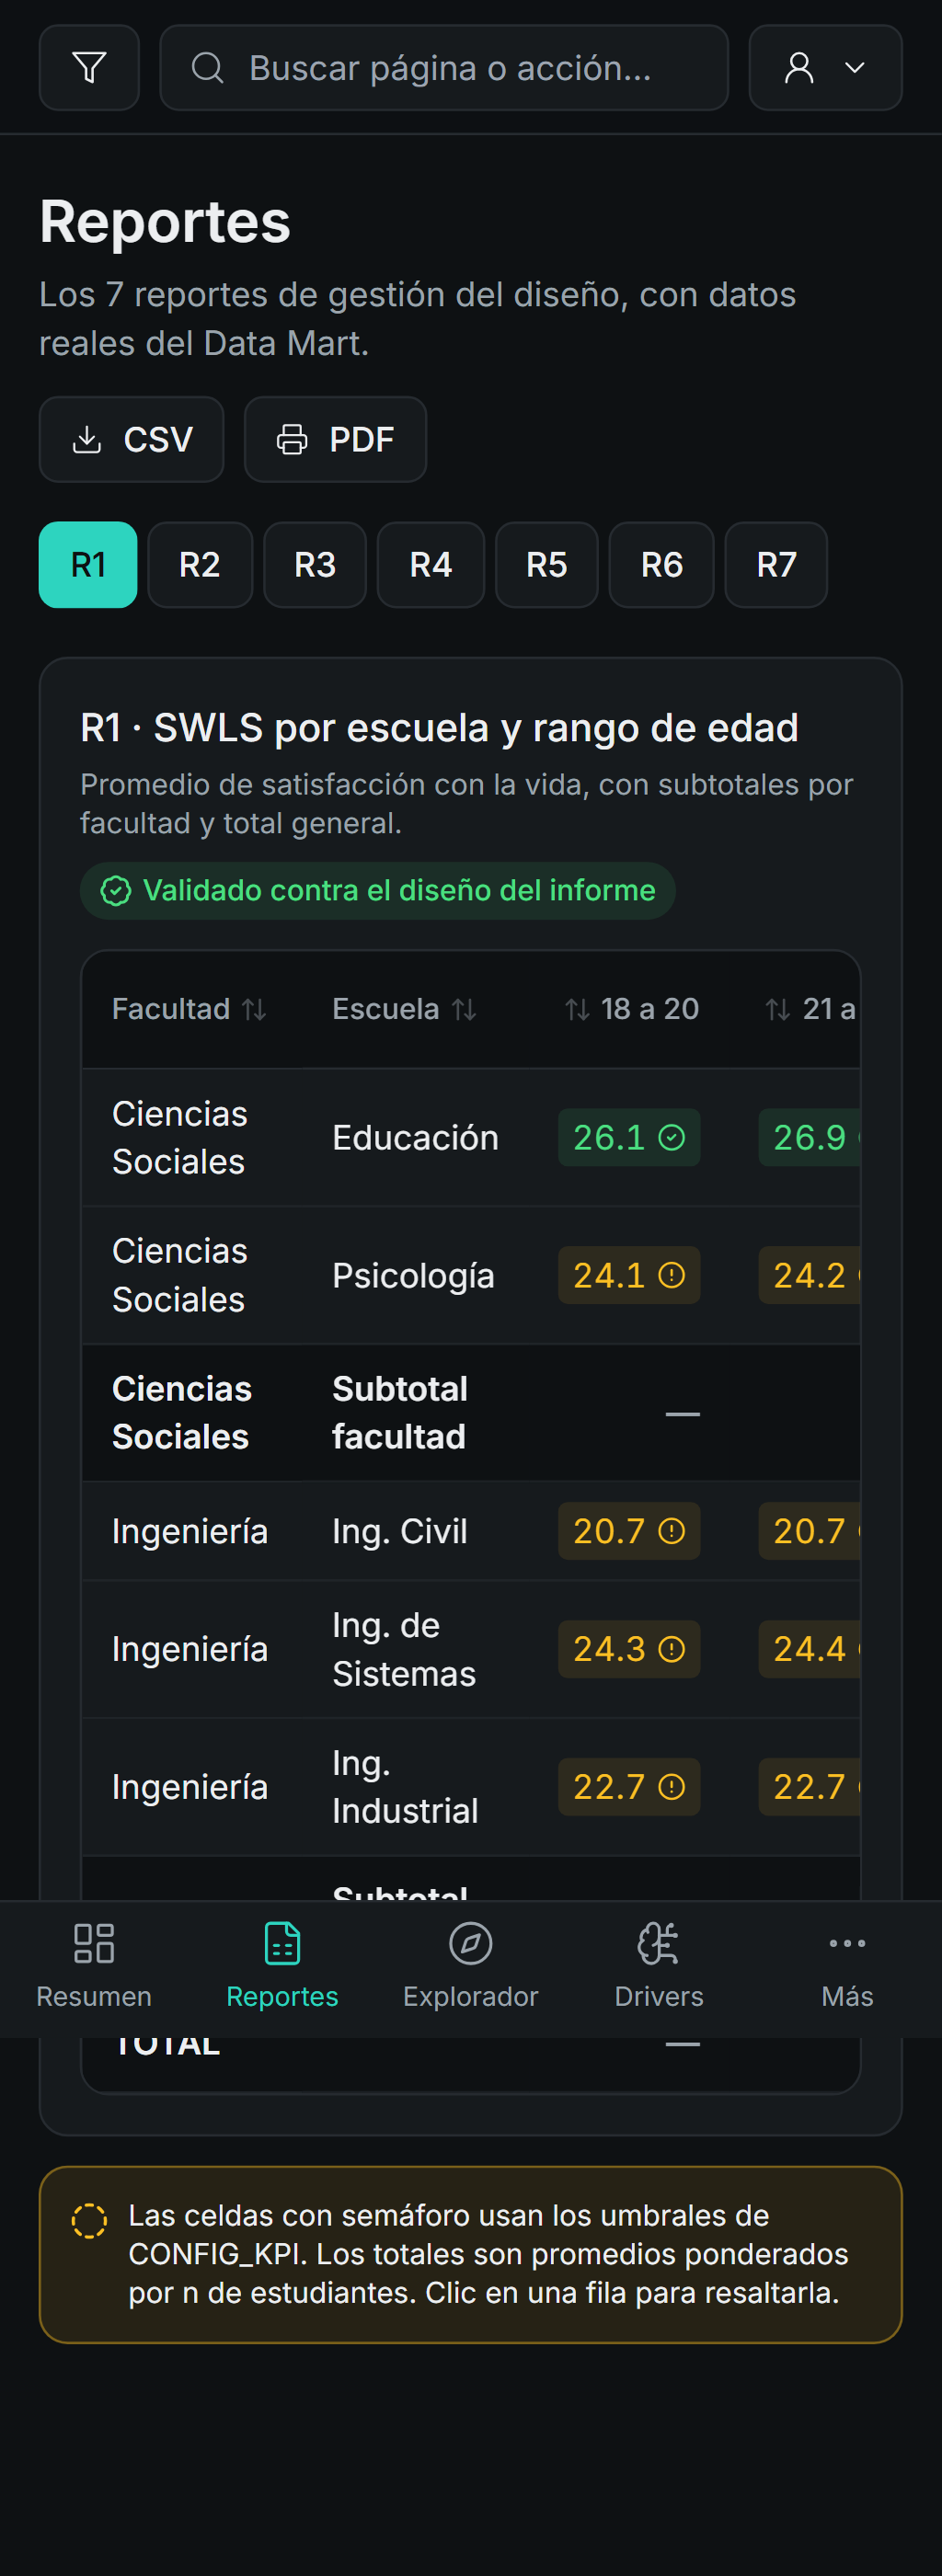 Buscar página o acción...
Reportes
Los 7 reportes de gestión del diseño, con datos
reales del Data Mart.
CSV PDF
R1 R2 R3 R4 R5 R6 R7
R1 · SWLS por escuela y rango de edad
Promedio de satisfacción con la vida, con subtotales por
facultad y total general.
Validado contra el diseño del informe
Facultad Escuela 18 a 20 21 a
Ciencias
Sociales Educación 26.1 26.9
Ciencias
Sociales Psicología 24.1 24.2
Ciencias Subtotal
Sociales facultad —
Ingeniería Ing. Civil 20.7 20.7
Ingeniería Ing. de
Sistemas 24.3 24.4
Ingeniería Ing.
Industrial 22.7 22.7
Subtotal
Resumen Reportes Explorador Drivers Más
TOTAL —
Las celdas con semáforo usan los umbrales de
CONFIG_KPI. Los totales son promedios ponderados
por n de estudiantes. Clic en una fila para resaltarla.